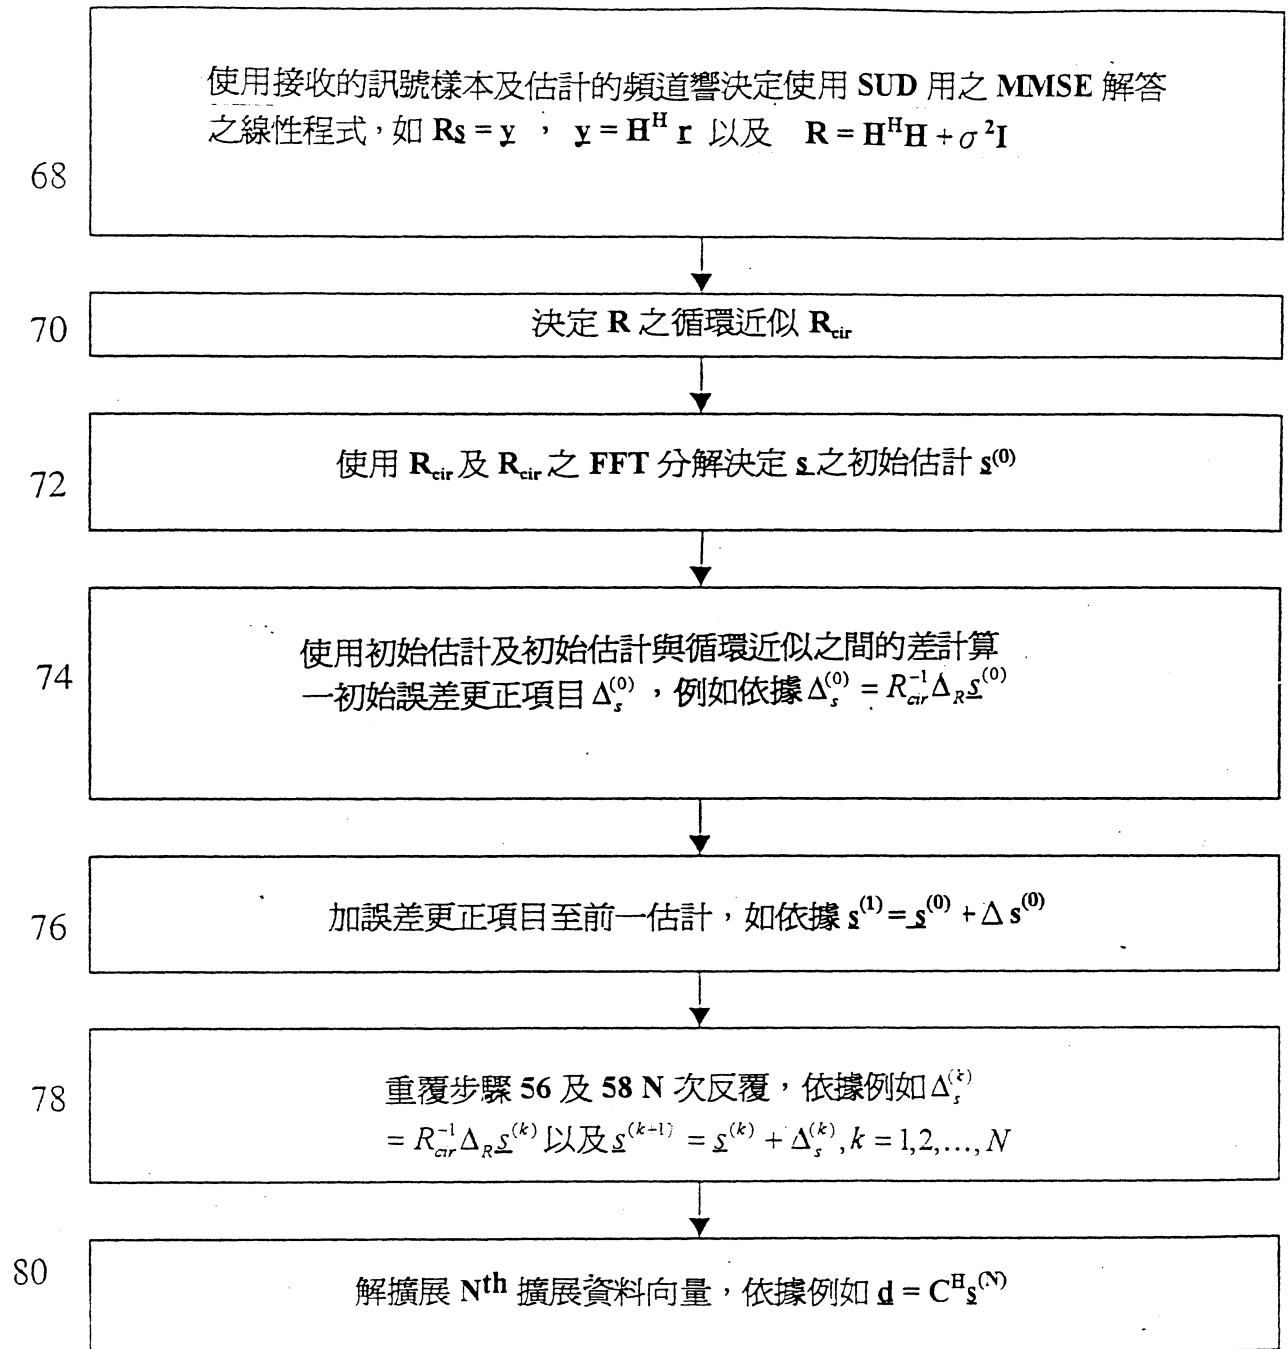 使用接收的訊號樣本及估計的頻道響決定使用 SUD 用之 MMSE 解答
之線性程式,如 Rs = y , y = H^H r 以及 R = H^H H + σ²I
68
70
決定 R 之循環近似 R_cir
72
使用 R_cir 及 R_cir 之 FFT 分解決定 s 之初始估計 s^(0)
使用初始估計及初始估計與循環近似之間的差計算
74
一初始誤差更正項目 Δ_s^(0),例如依據 Δ_s^(0) = R_cir^-1 Δ_R s^(0)
76
加誤差更正項目至前一估計,如依據 s^(1) = s^(0) + Δ s^(0)
78
重覆步驟 56 及 58 N 次反覆,依據例如 Δ_s^(k)
= R_cir^-1 Δ_R s^(k) 以及 s^(k+1) = s^(k) + Δ_s^(k), k = 1,2,..., N
80
解擴展 N^th 擴展資料向量,依據例如 d = C^H s^(N)